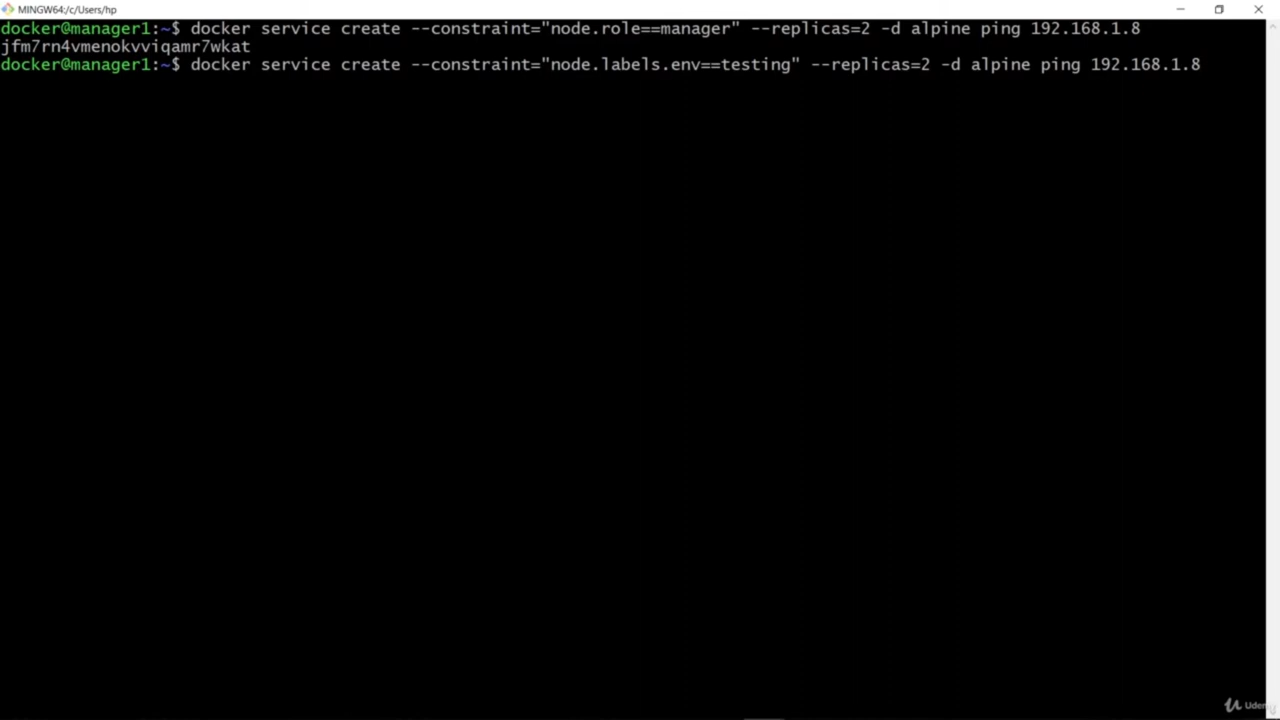 MINGW64:/c/Users/hp
docker@manager1:~$ docker service create --constraint="node.role==manager" --replicas=2 -d alpine ping 192.168.1.8
jfm7rn4vmenokvviqamr7wkat
docker@manager1:~$ docker service create --constraint="node.labels.env==testing" --replicas=2 -d alpine ping 192.168.1.8
Udemy